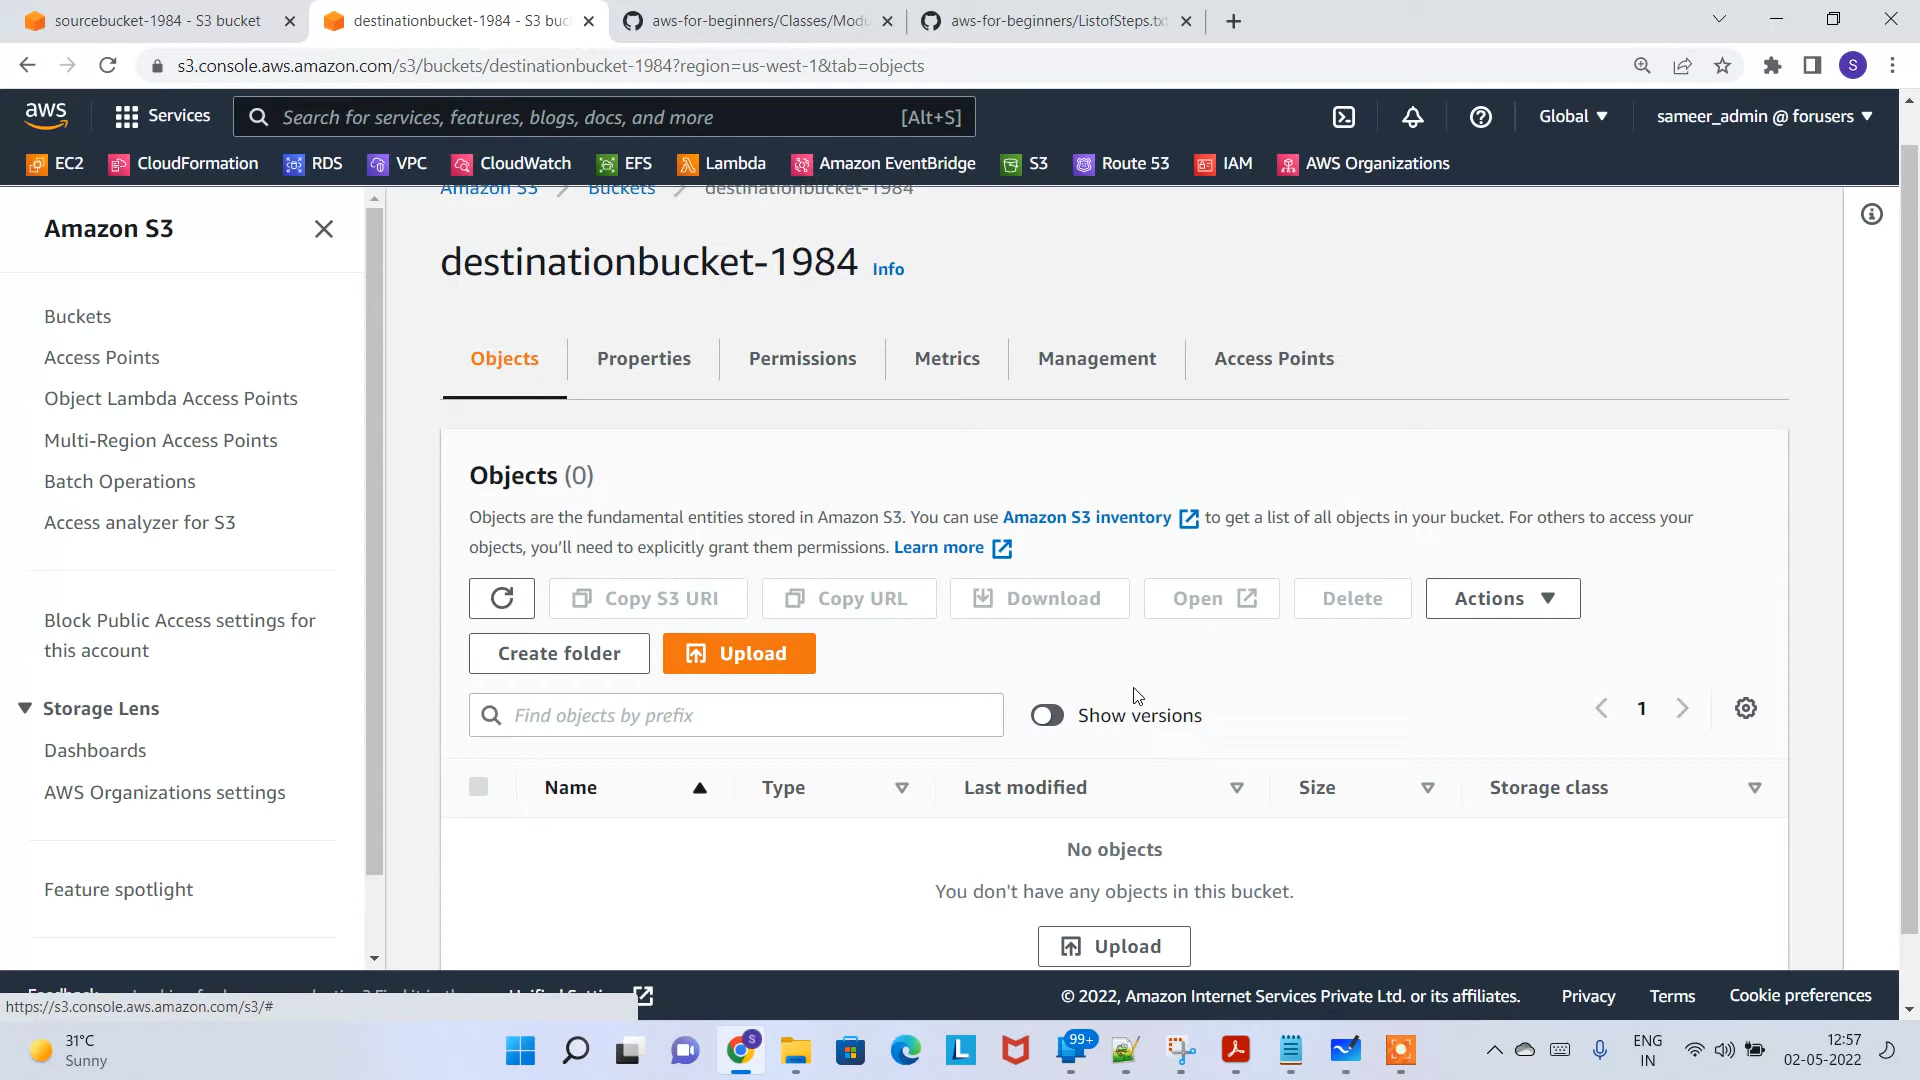 sourcebucket-1984 - S3 bucket
destinationbucket-1984 - S3 buc
aws-for-beginners/Classes/Modu
aws-for-beginners/ListofSteps.tx
s3.console.aws.amazon.com/s3/buckets/destinationbucket-1984?region=us-west-1&tab=objects
S
aws
Services
Search for services, features, blogs, docs, and more
[Alt+S]
Global
sameer_admin @ forusers
EC2
CloudFormation
RDS
VPC
CloudWatch
EFS
Lambda
Amazon EventBridge
S3
Route 53
IAM
AWS Organizations
Amazon S3
Buckets
Access Points
Object Lambda Access Points
Multi-Region Access Points
Batch Operations
Access analyzer for S3
Block Public Access settings for
this account
Storage Lens
Dashboards
AWS Organizations settings
Feature spotlight
Amazon S3
Buckets
destinationbucket-1984
destinationbucket-1984
Info
Objects
Properties
Permissions
Metrics
Management
Access Points
Objects (0)
Objects are the fundamental entities stored in Amazon S3. You can use Amazon S3 inventory to get a list of all objects in your bucket. For others to access your
objects, you'll need to explicitly grant them permissions. Learn more
Copy S3 URI
Copy URL
Download
Open
Delete
Actions
Create folder
Upload
Find objects by prefix
Show versions
1
Name
Type
Last modified
Size
Storage class
No objects
You don't have any objects in this bucket.
Upload
Feedback
https://s3.console.aws.amazon.com/s3/#
© 2022, Amazon Internet Services Private Ltd. or its affiliates.
Privacy
Terms
Cookie preferences
31°C
Sunny
S
L
99+
ENG
IN
12:57
02-05-2022